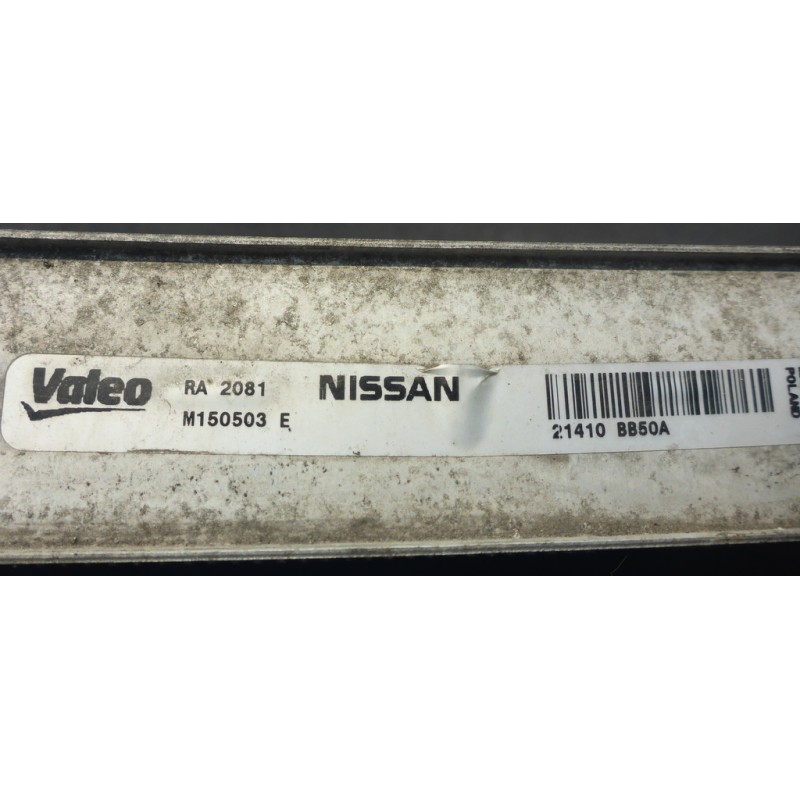 Valeo RA 2081 NISSAN
M150503 E 21410 BB50A
POLAND